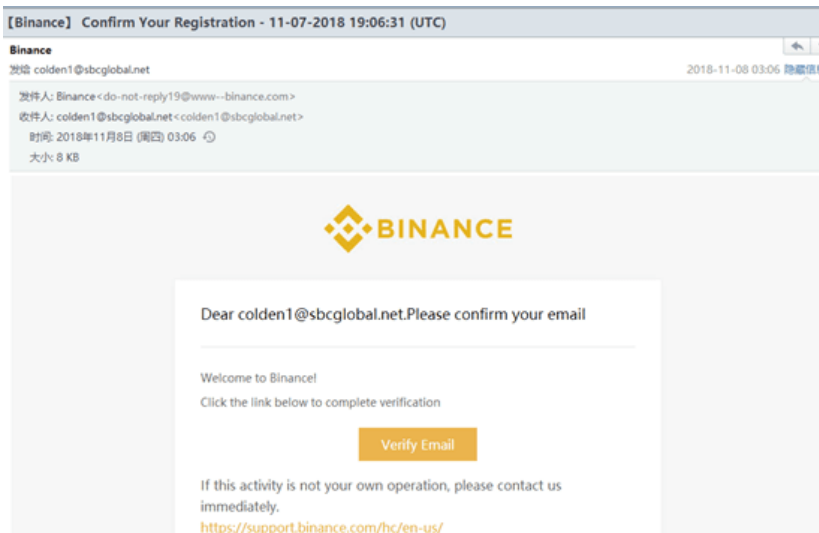 【Binance】 Confirm Your Registration - 11-07-2018 19:06:31 (UTC)
Binance
发给 colden1@sbcglobal.net
2018-11-08 03:06 隐藏信息
发件人: Binance<do-not-reply19@www--binance.com>
收件人: colden1@sbcglobal.net<colden1@sbcglobal.net>
时间: 2018年11月8日 (周四) 03:06
大小: 8 KB
BINANCE
Dear colden1@sbcglobal.net.Please confirm your email
Welcome to Binance!
Click the link below to complete verification
Verify Email
If this activity is not your own operation, please contact us
immediately.
https://support.binance.com/hc/en-us/